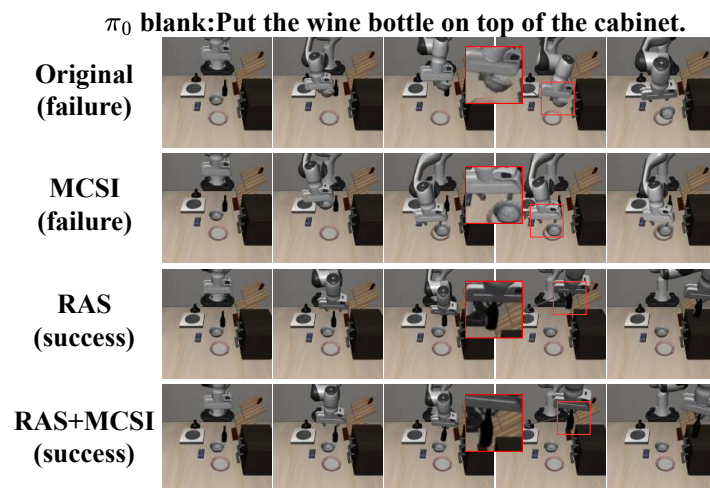 π₀ blank:Put the wine bottle on top of the cabinet.
Original
(failure)
MCSI
(failure)
RAS
(success)
RAS+MCSI
(success)